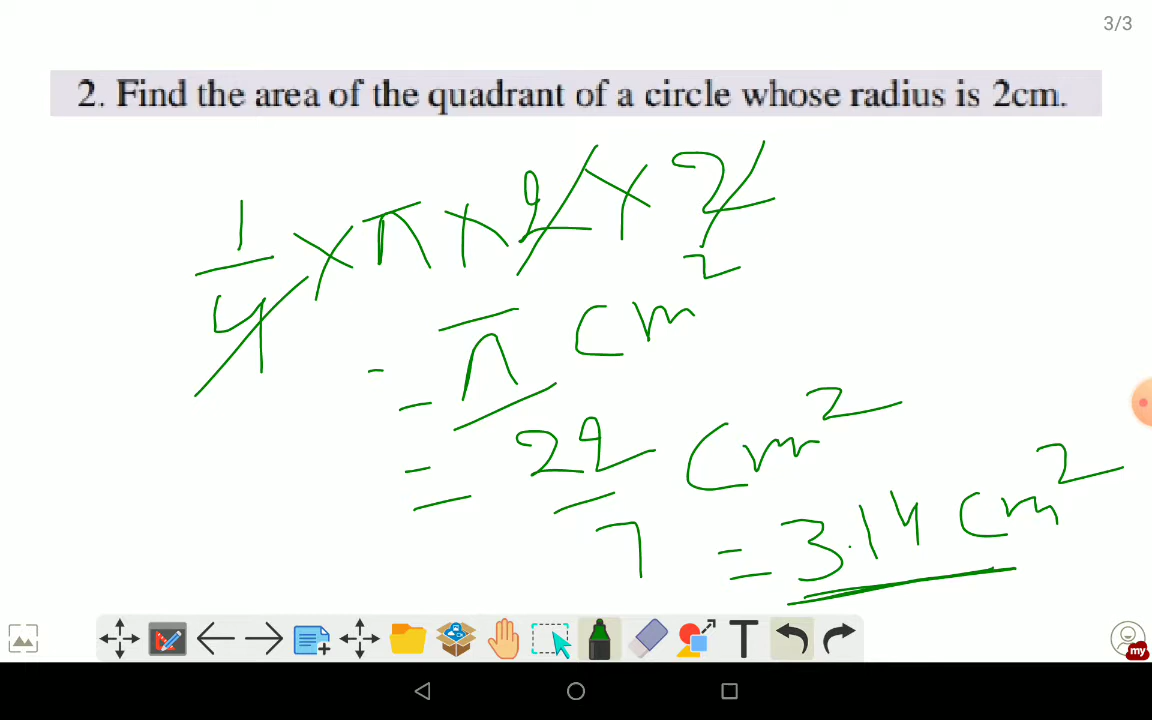 3/3
2. Find the area of the quadrant of a circle whose radius is 2cm.
1/4 × π × 2 × 2
= π cm²
= 22/7 cm²
= 3.14 cm²
T
my